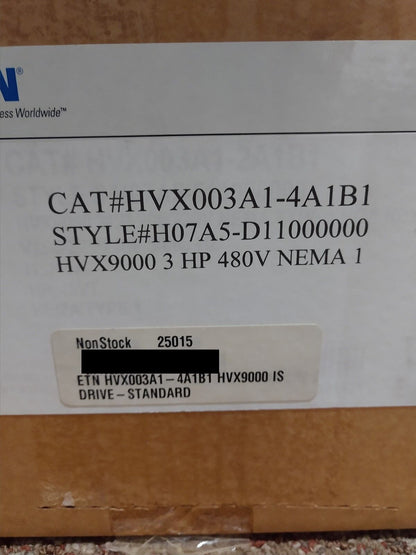 N®
ess Worldwide™
CAT#HVX003A1-4A1B1
STYLE#H07A5-D11000000
HVX9000 3 HP 480V NEMA 1
NonStock 25015
ETN HVX003A1-4A1B1 HVX9000 IS
DRIVE-STANDARD